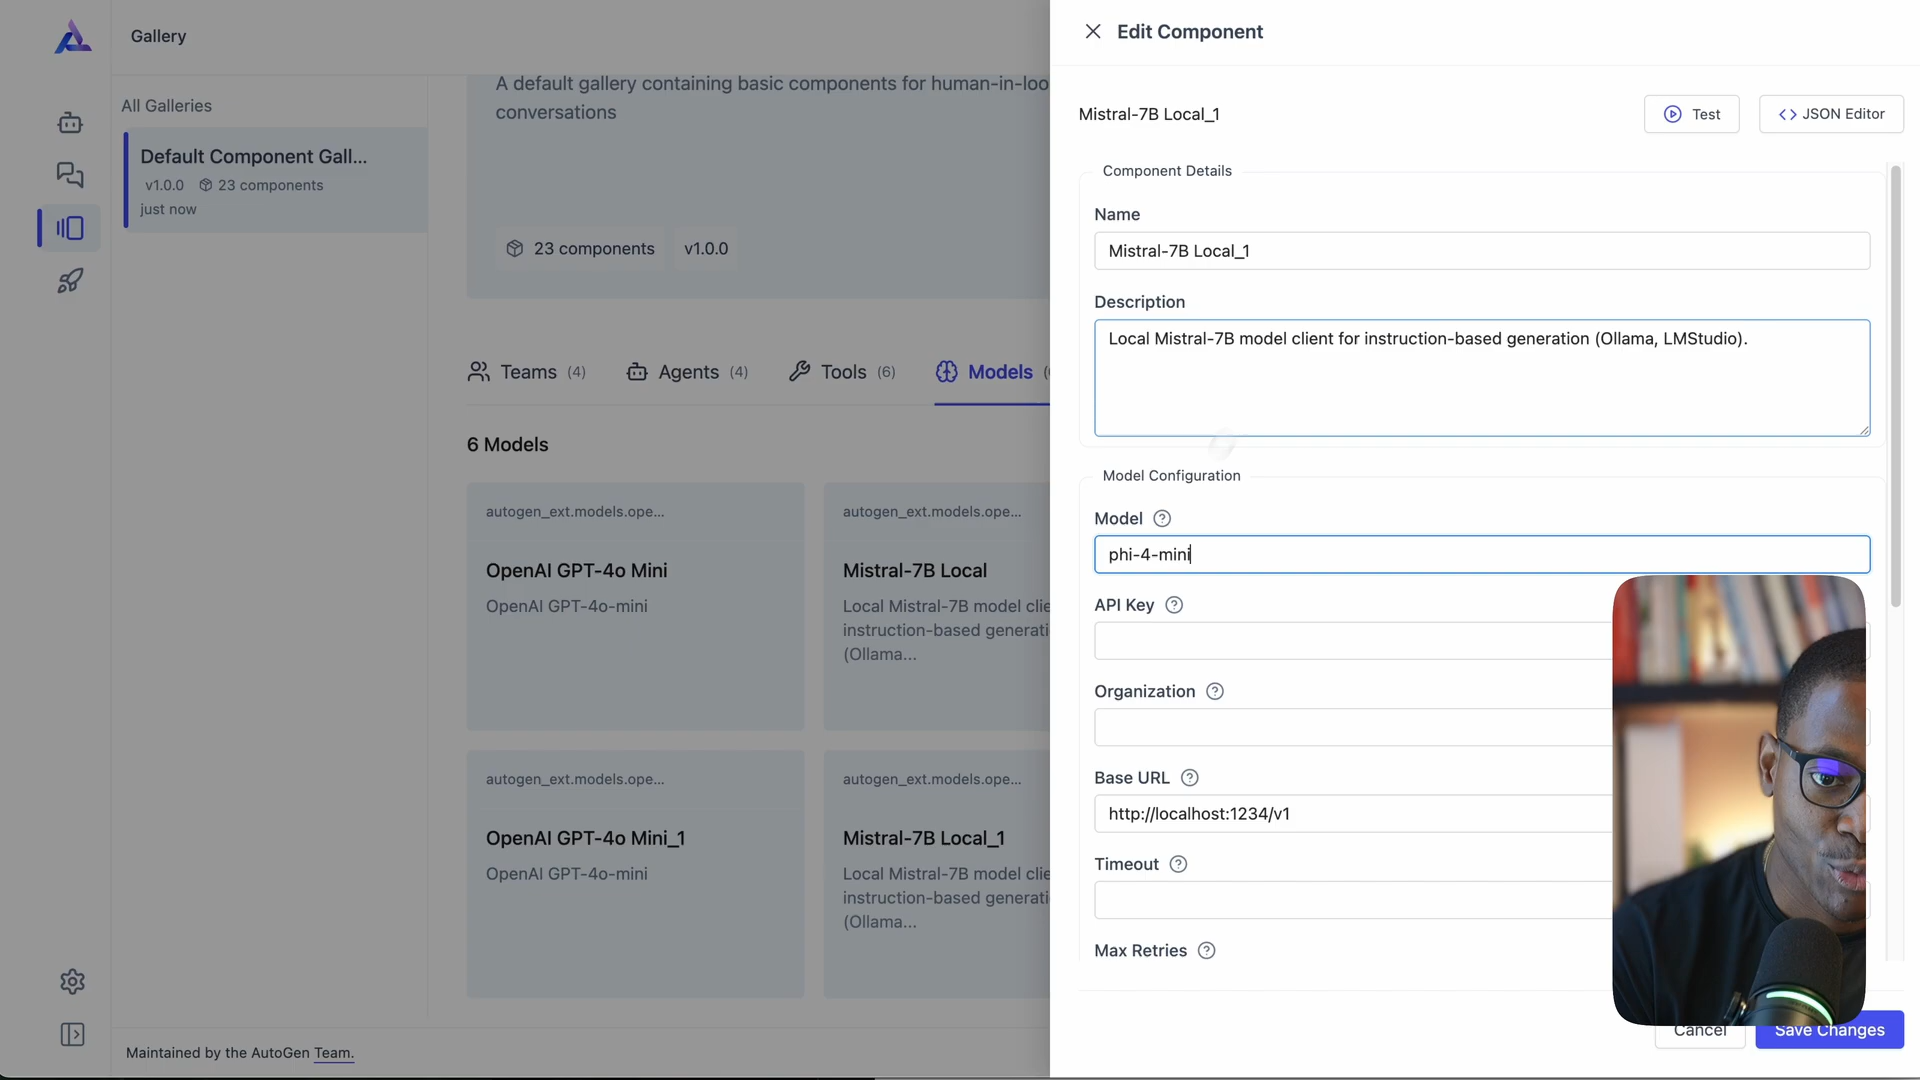 Gallery
All Galleries
Default Component Gall...
v1.0.0 23 components
just now
A default gallery containing basic components for human-in-loo
conversations
23 components v1.0.0
Teams (4) Agents (4) Tools (6) Models
6 Models
autogen_ext.models.ope...
OpenAI GPT-4o Mini
OpenAI GPT-4o-mini
autogen_ext.models.ope...
Mistral-7B Local
Local Mistral-7B model clie
instruction-based generati
(Ollama...
autogen_ext.models.ope...
OpenAI GPT-4o Mini_1
OpenAI GPT-4o-mini
autogen_ext.models.ope...
Mistral-7B Local_1
Local Mistral-7B model clie
instruction-based generati
(Ollama...
Maintained by the AutoGen Team.
Edit Component
Mistral-7B Local_1
Test
JSON Editor
Component Details
Name
Mistral-7B Local_1
Description
Local Mistral-7B model client for instruction-based generation (Ollama, LMStudio).
Model Configuration
Model
phi-4-mini
API Key
Organization
Base URL
http://localhost:1234/v1
Timeout
Max Retries
Cancel
Save Changes